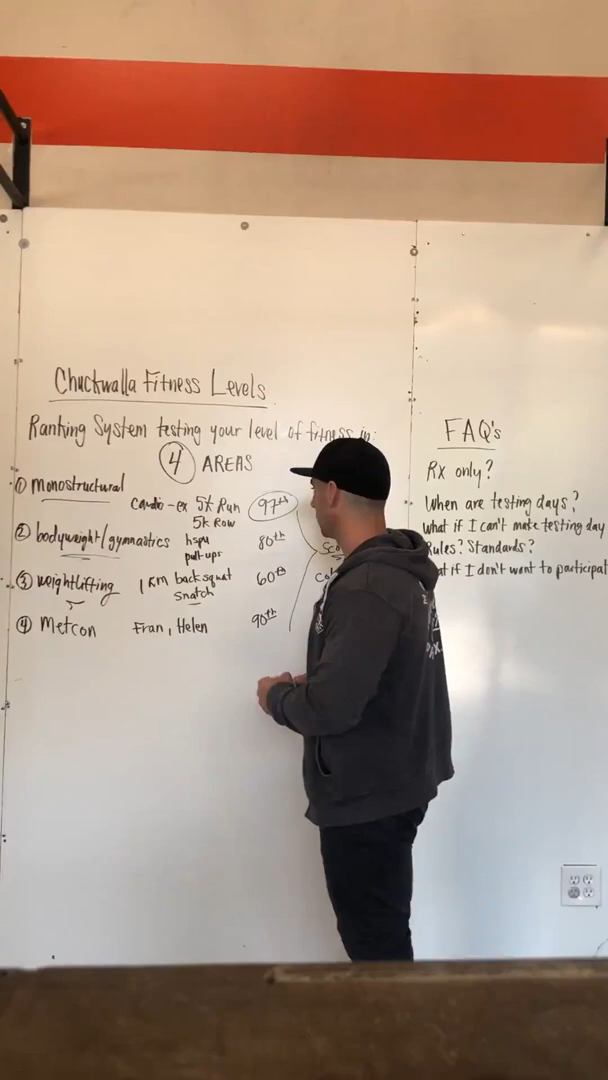 Chuckwalla Fitness Levels
Ranking System testing your level of fitness in:
4 AREAS
① monostructural
cardio - ex 5K Run 97th
5K Row
② bodyweight/gymnastics hspu 80th
pull-ups
③ weightlifting 1 RM back squat 60th
snatch
④ Metcon Fran, Helen 90th
FAQ's
Rx only?
When are testing days?
What if I can't make testing day
Rules? Standards?
if I don't want to participat